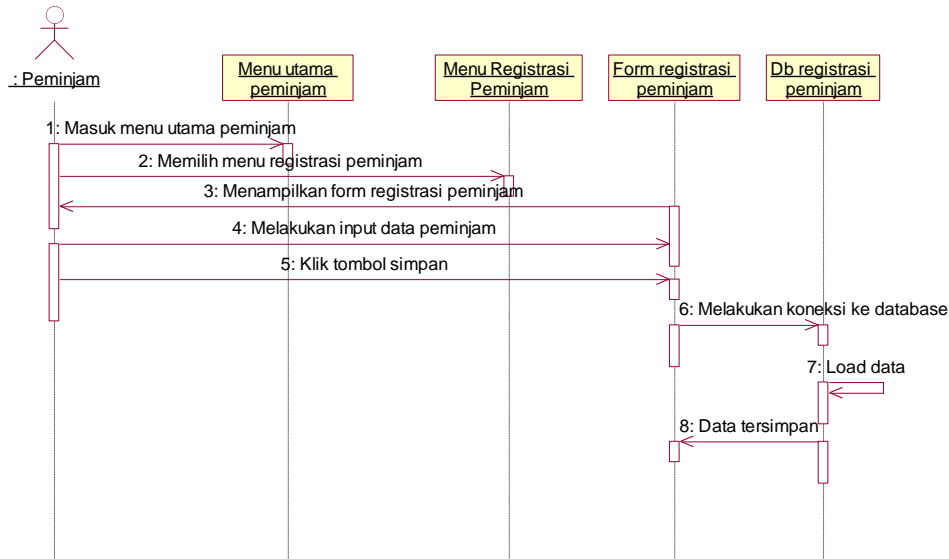 : Peminjam
Menu utama
peminjam
Menu Registrasi
Peminjam
Form registrasi
peminjam
Db registrasi
peminjam
1: Masuk menu utama peminjam
2: Memilih menu registrasi peminjam
3: Menampilkan form registrasi peminjam
4: Melakukan input data peminjam
5: Klik tombol simpan
6: Melakukan koneksi ke database
7: Load data
8: Data tersimpan